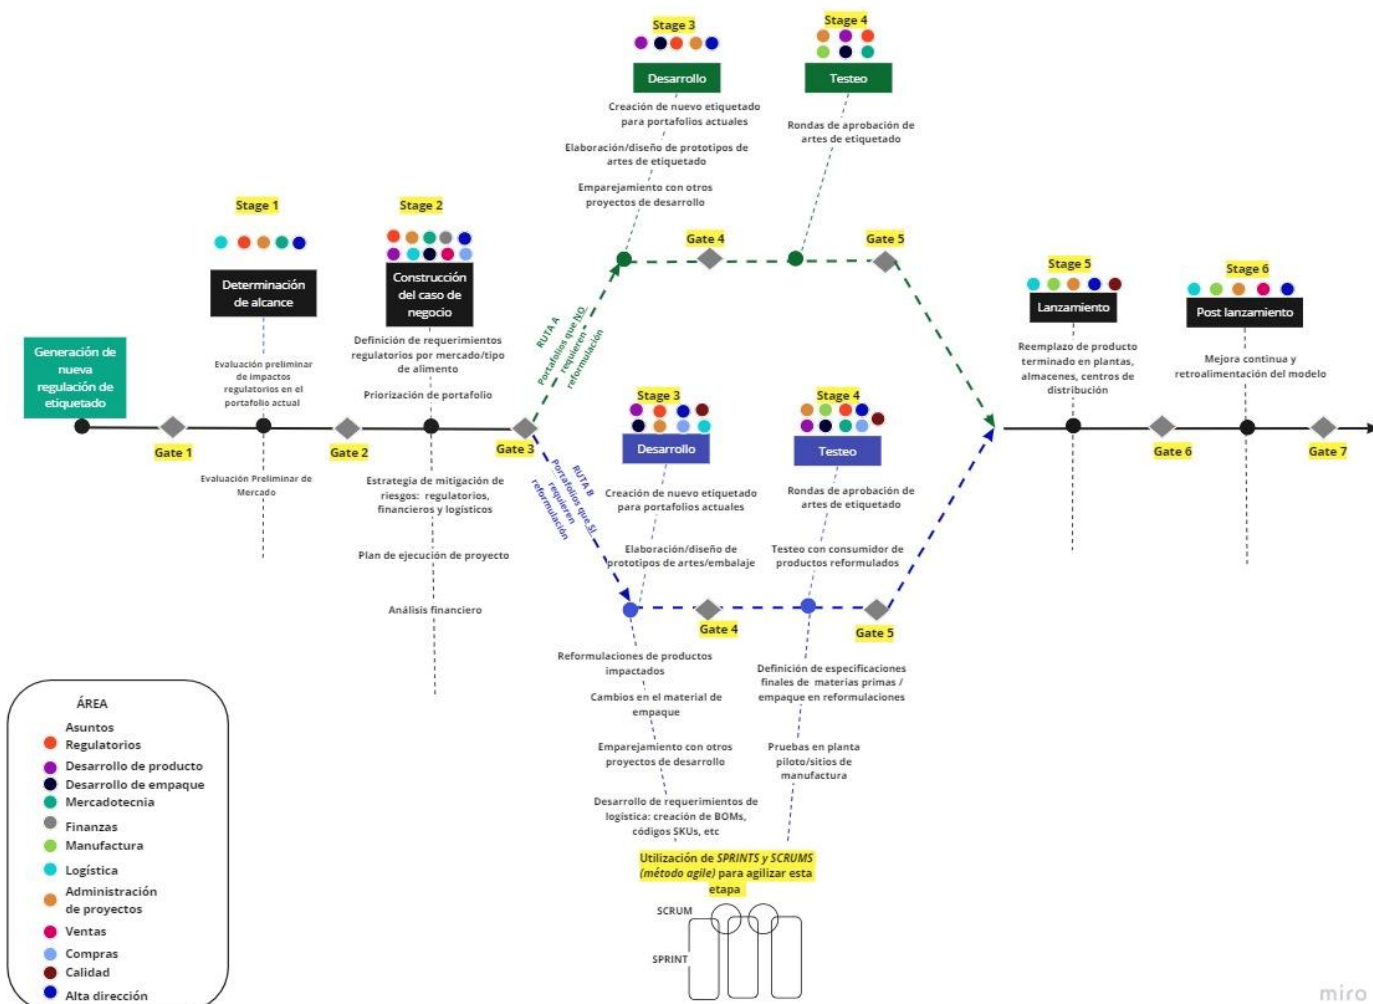 Stage 3
Desarrollo
Creación de nuevo etiquetado
para portafolios actuales
Elaboración/diseño de prototipos de
artes de etiquetado
Emparejamiento con otros
proyectos de desarrollo
Stage 4
Testeo
Rondas de aprobación de
artes de etiquetado
Gate 4
Gate 5
Stage 1
Determinación
de alcance
Evaluación preliminar
de impactos
regulatorios en el
portafolio actual
Evaluación Preliminar de
Mercado
Stage 2
Construcción
del caso de
negocio
Definición de requerimientos
regulatorios por mercado/tipo
de alimento
Priorización de portafolio
Estrategia de mitigación de
riesgos: regulatorios,
financieros y logísticos
Plan de ejecución de proyecto
Análisis financiero
Generación de
nueva
regulación de
etiquetado
Gate 1
Gate 2
Gate 3
RUTA A
Portafolios que NO
requieren
reformulación
RUTA B
Portafolios que SI
requieren
reformulación
Stage 3
Desarrollo
Creación de nuevo etiquetado
para portafolios actuales
Elaboración/diseño de
prototipos de artes/embalaje
Stage 4
Testeo
Rondas de aprobación de
artes de etiquetado
Testeo con consumidor de
productos reformulados
Gate 4
Gate 5
Reformulaciones de productos
impactados
Cambios en el material de
empaque
Emparejamiento con otros
proyectos de desarrollo
Desarrollo de requerimientos de
logística: creación de BOMs,
códigos SKUs, etc
Definición de especificaciones
finales de materias primas /
empaque en reformulaciones
Pruebas en planta
piloto/sitios de
manufactura
Utilización de SPRINTS y SCRUMS
(método agile) para agilizar esta
etapa
SCRUM
SPRINT
Stage 5
Lanzamiento
Reemplazo de producto
terminado en plantas,
almacenes, centros de
distribución
Stage 6
Post lanzamiento
Mejora continua y
retroalimentación del modelo
Gate 6
Gate 7
ÁREA
Asuntos
Regulatorios
Desarrollo de producto
Desarrollo de empaque
Mercadotecnia
Finanzas
Manufactura
Logística
Administración
de proyectos
Ventas
Compras
Calidad
Alta dirección
miro